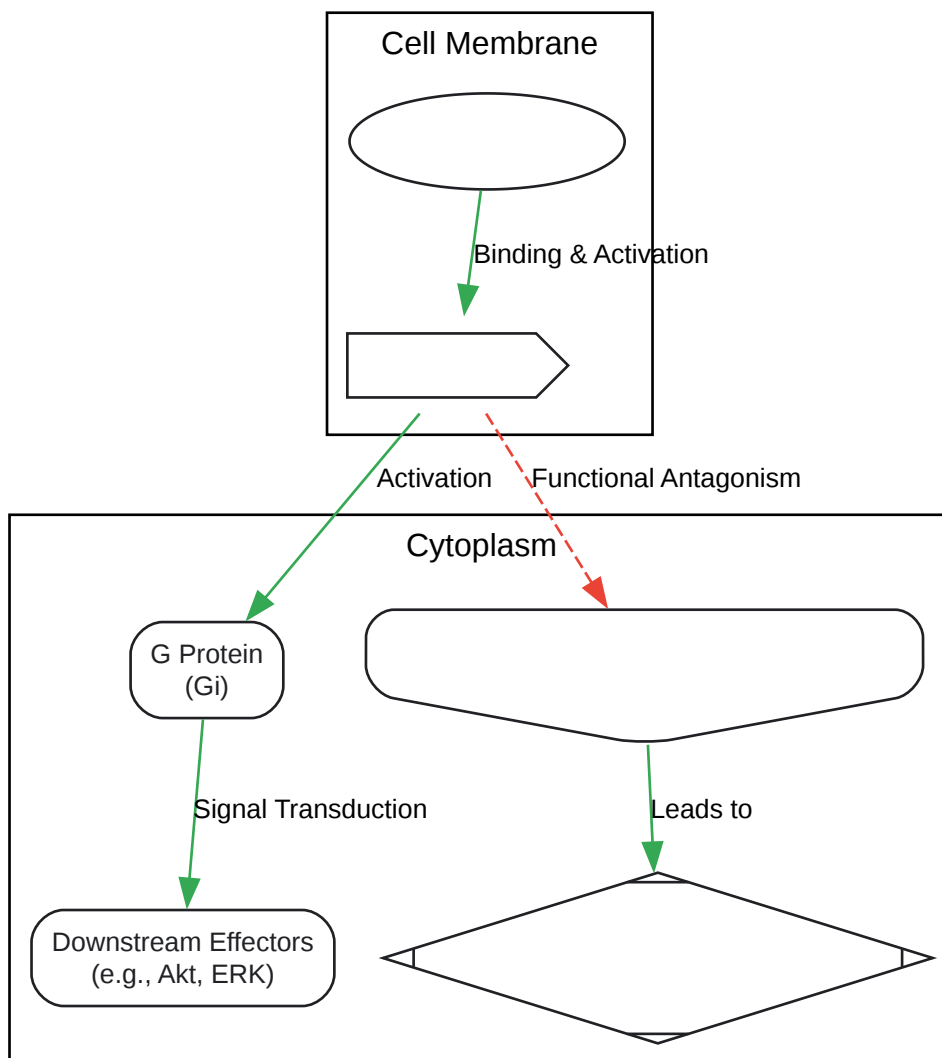 Cell Membrane
Binding & Activation
Activation
Functional Antagonism
Cytoplasm
G Protein
(Gi)
Signal Transduction
Leads to
Downstream Effectors
(e.g., Akt, ERK)